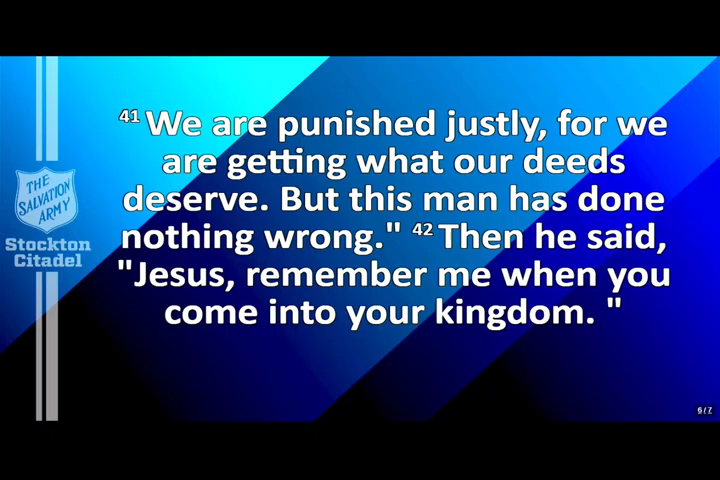 THE
SALVATION
ARMY
Stockton
Citadel
41 We are punished justly, for we
are getting what our deeds
deserve. But this man has done
nothing wrong." 42 Then he said,
"Jesus, remember me when you
come into your kingdom. "
6/7